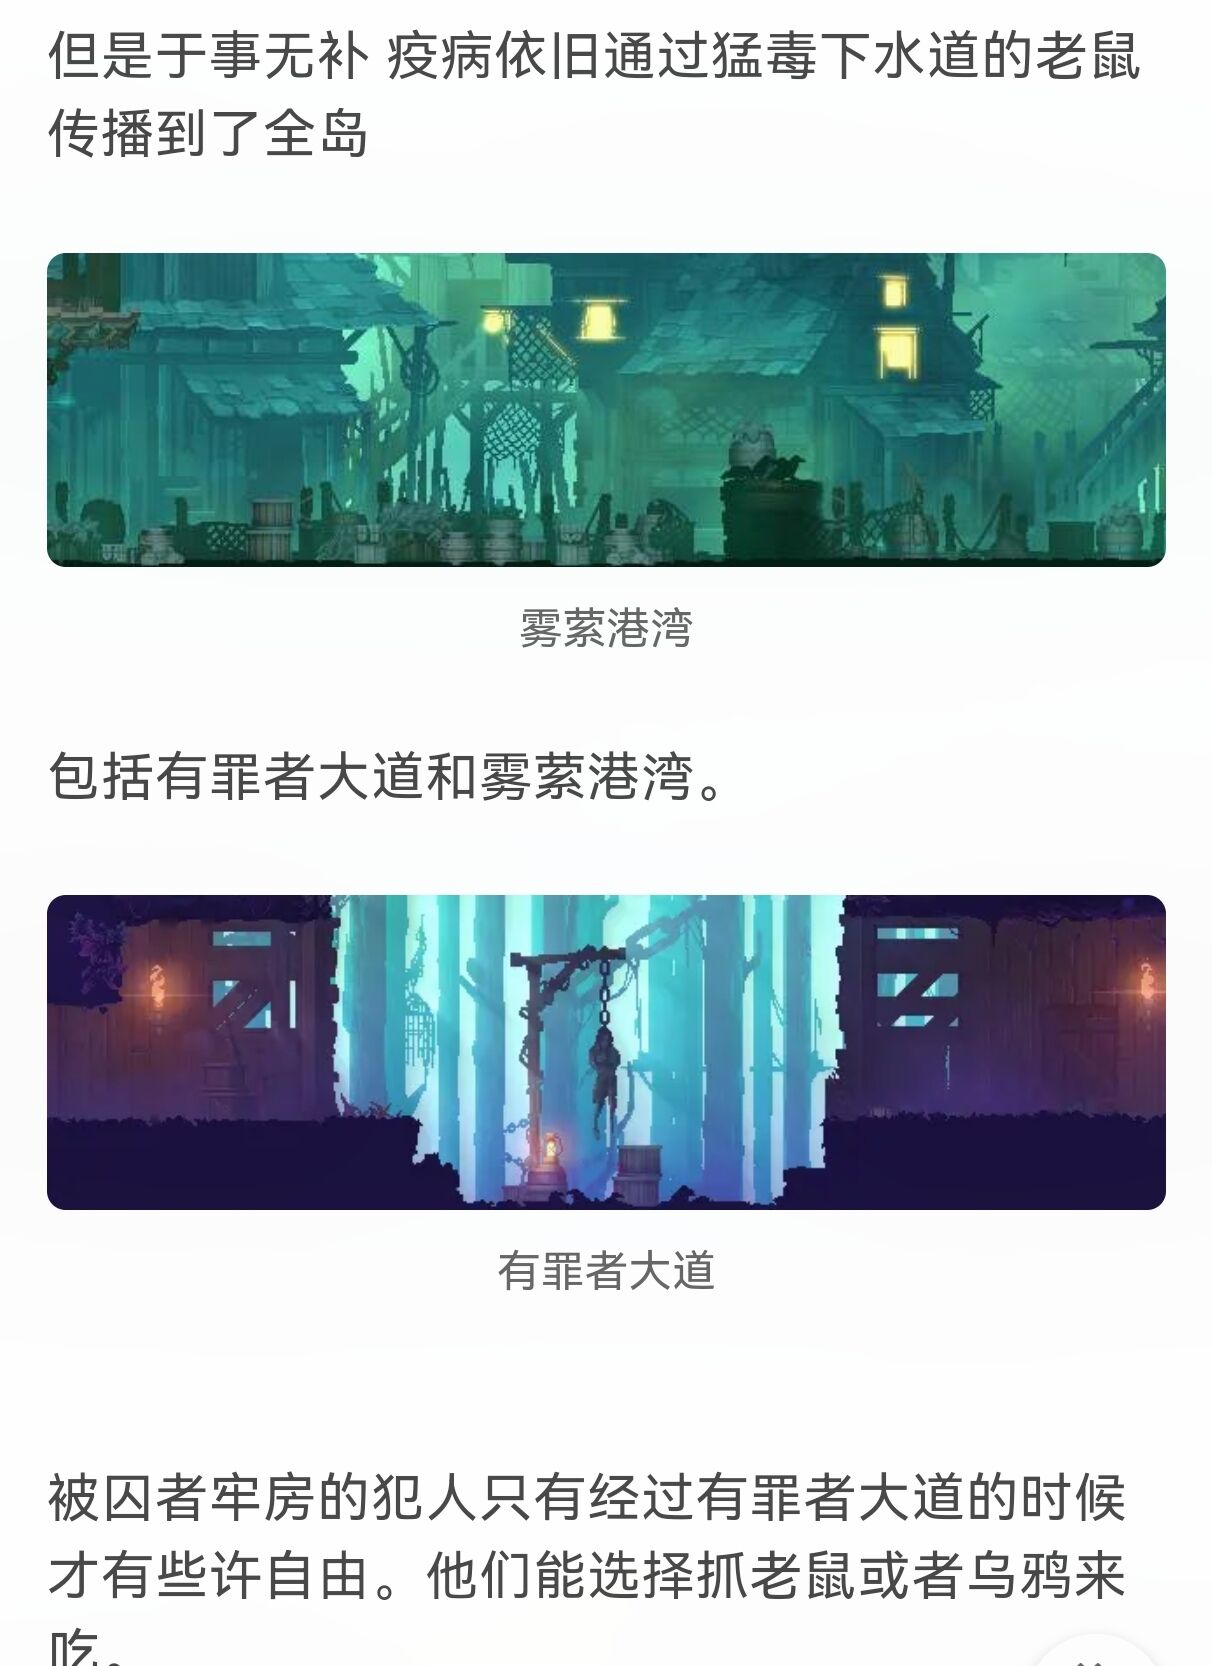 但是于事无补 疫病依旧通过猛毒下水道的老鼠
传播到了全岛
雾萦港湾
包括有罪者大道和雾萦港湾。
有罪者大道
被囚者牢房的犯人只有经过有罪者大道的时候
才有些许自由。他们能选择抓老鼠或者乌鸦来
吃。